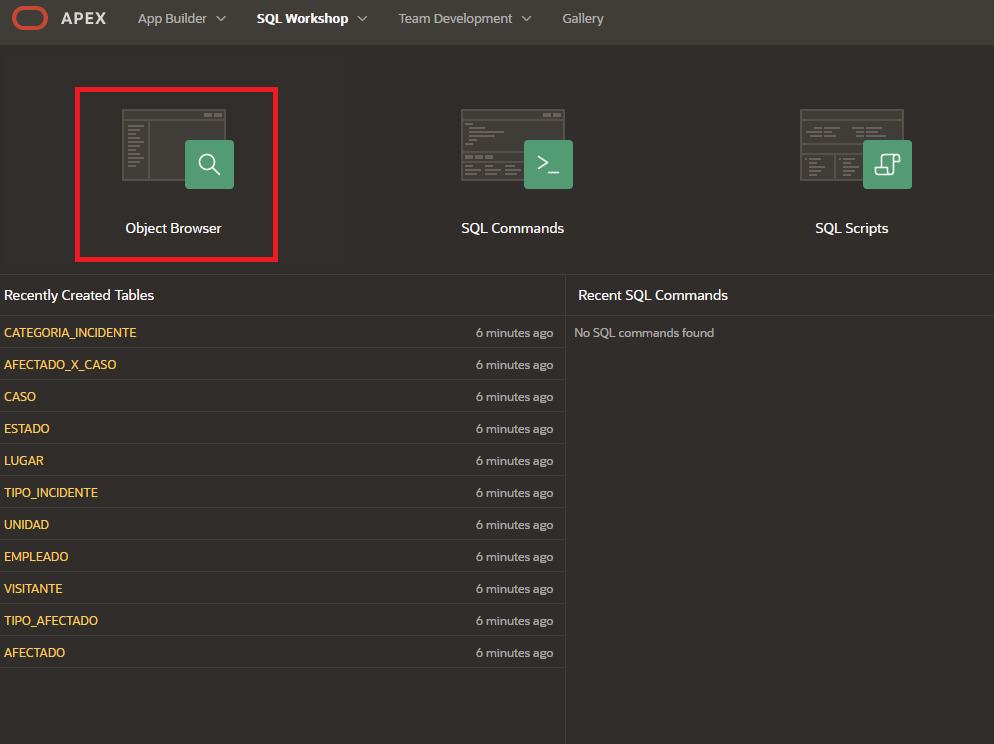 APEX App Builder SQL Workshop Team Development Gallery
Object Browser SQL Commands SQL Scripts
Recently Created Tables Recent SQL Commands
CATEGORIA_INCIDENTE 6 minutes ago No SQL commands found
AFECTADO_X_CASO 6 minutes ago
CASO 6 minutes ago
ESTADO 6 minutes ago
LUGAR 6 minutes ago
TIPO_INCIDENTE 6 minutes ago
UNIDAD 6 minutes ago
EMPLEADO 6 minutes ago
VISITANTE 6 minutes ago
TIPO_AFECTADO 6 minutes ago
AFECTADO 6 minutes ago